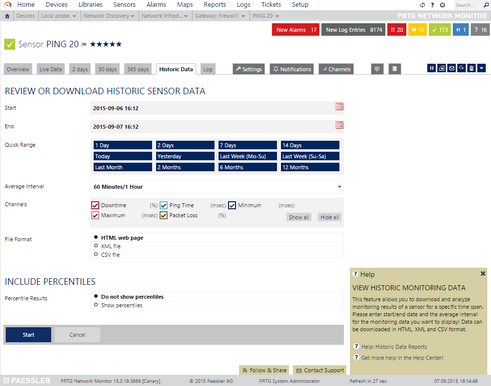 Home Devices Libraries Sensors Alarms Maps Reports Logs Tickets Setup
Devices Local probe Network Discovery Network Infrast... Gateway: firewall1 PING 20
PRTG NETWORK MONITOR
New Alarms 17 New Log Entries 8174 20 10 173 1 16
Sensor PING 20
Overview Live Data 2 days 30 days 365 days Historic Data Log Settings Notifications Channels
REVIEW OR DOWNLOAD HISTORIC SENSOR DATA
Start 2015-09-06 16:12
End 2015-09-07 16:12
Quick Range 1 Day 2 Days 7 Days 14 Days
Today Yesterday Last Week (Mo-Su) Last Week (Su-Sa)
Last Month 2 Months 6 Months 12 Months
Average Interval 60 Minutes/1 Hour
Channels Downtime (%) Ping Time (msec) Minimum (msec)
Maximum (msec) Packet Loss (%) Show all Hide all
File Format HTML web page
XML file
CSV file
INCLUDE PERCENTILES
Percentile Results Do not show percentiles
Show percentiles
Start Cancel
? Help
VIEW HISTORIC MONITORING DATA
This feature allows you to download and analyze
monitoring results of a sensor for a specific time span.
Please enter start/end date and the average interval
for the monitoring data you want to display! Data can be
downloaded in HTML, XML and CSV format.
? Help: Historic Data Reports
? Get more help in the Help Center!
Follow & Share Contact Support
PAESSLER PRTG Network Monitor 15.3.19.3868 [Canary] © 2015 Paessler AG PRTG System Administrator Refresh in 27 sec 07.09.2015 16:14:46